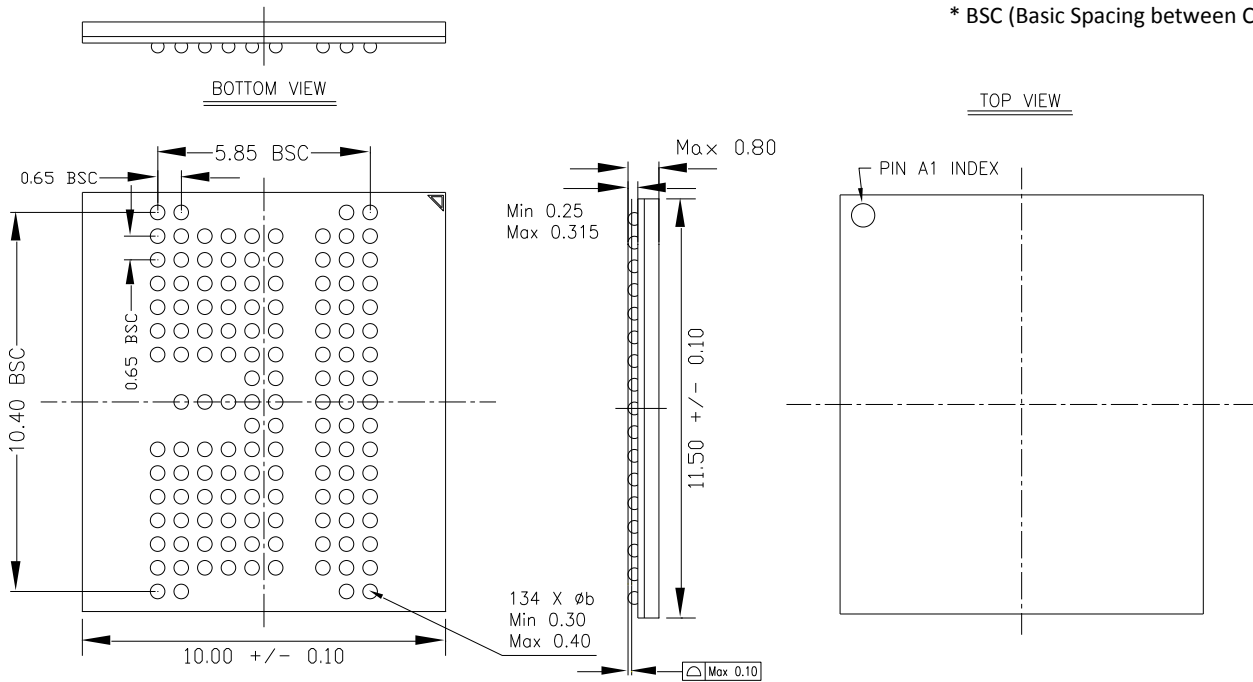 * BSC (Basic Spacing between C
BOTTOM VIEW
TOP VIEW
5.85 BSC
Max 0.80
0.65 BSC
PIN A1 INDEX
Min 0.25
Max 0.315
0.65 BSC
10.40 BSC
11.50 +/- 0.10
134 X øb
Min 0.30
Max 0.40
10.00 +/- 0.10
Max 0.10